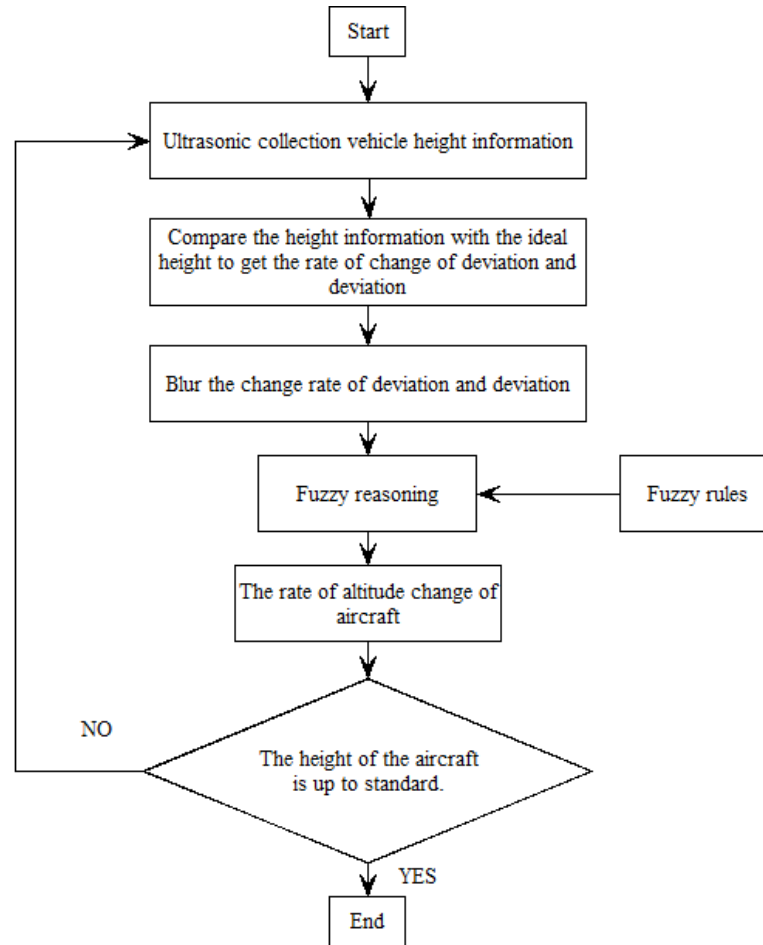 Start
Ultrasonic collection vehicle height information
Compare the height information with the ideal
height to get the rate of change of deviation and
deviation
Blur the change rate of deviation and deviation
Fuzzy reasoning
Fuzzy rules
The rate of altitude change of
aircraft
NO
The height of the aircraft
is up to standard.
YES
End